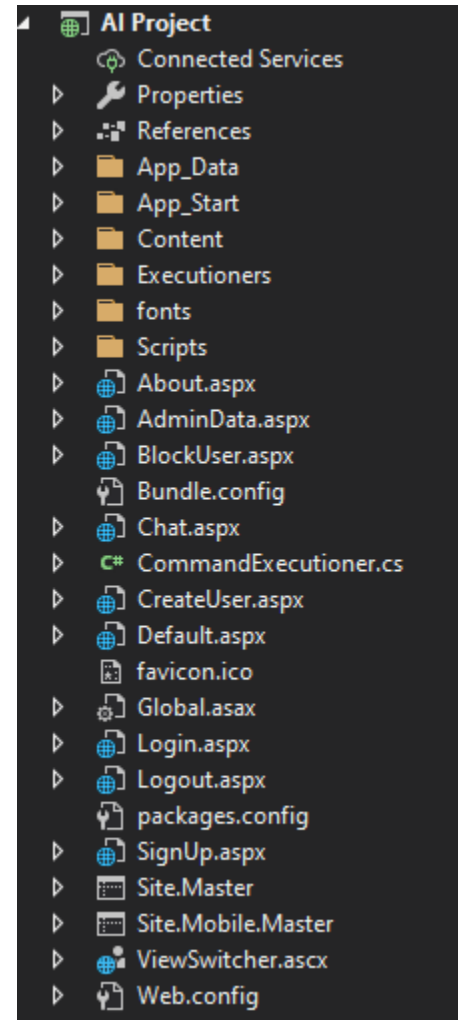 AI Project
Connected Services
Properties
References
App_Data
App_Start
Content
Executioners
fonts
Scripts
About.aspx
AdminData.aspx
BlockUser.aspx
Bundle.config
Chat.aspx
C# CommandExecutioner.cs
CreateUser.aspx
Default.aspx
favicon.ico
Global.asax
Login.aspx
Logout.aspx
packages.config
SignUp.aspx
Site.Master
Site.Mobile.Master
ViewSwitcher.ascx
Web.config